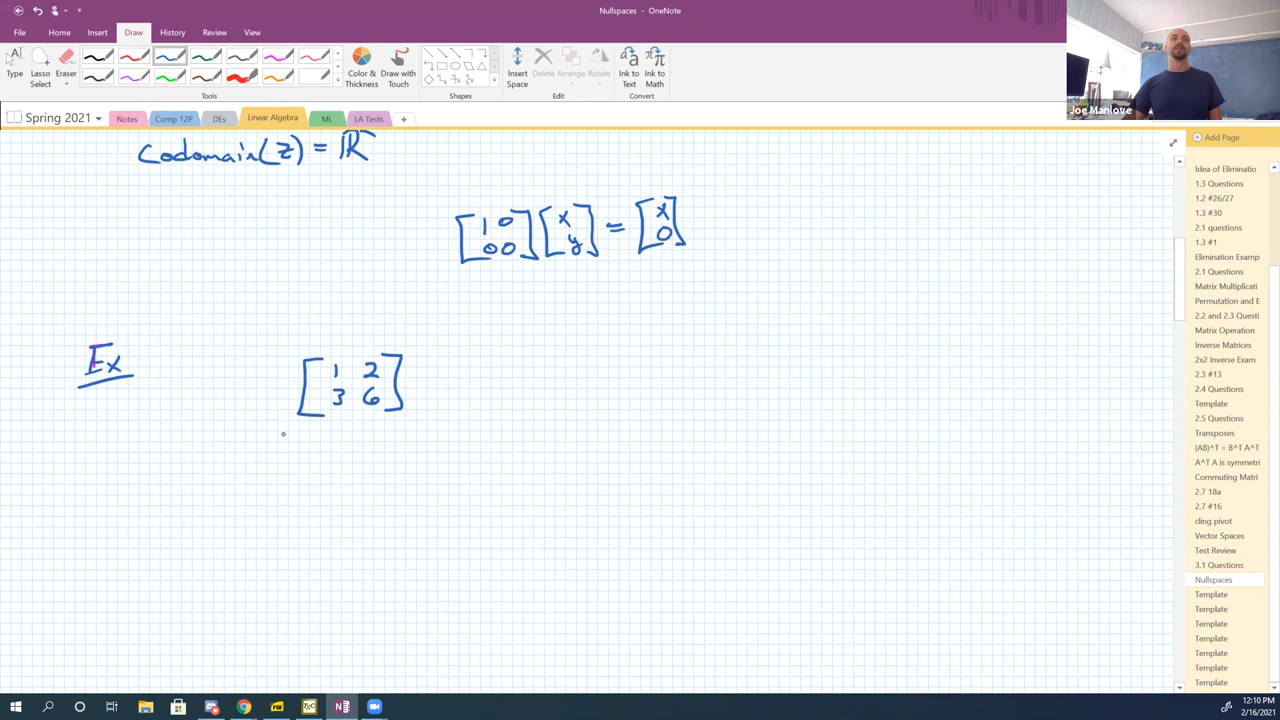 Nullspaces - OneNote
File Home Insert Draw History Review View
Type Lasso Select Eraser Color & Thickness Draw with Touch Insert Space Delete Arrange Rotate Ink to Text Ink to Math
Tools Shapes Edit Convert
Joe Manlove
Spring 2021 Notes Comp 12P DEs Linear Algebra ML LA Tests
Add Page
Codomain(Z) = ℝ
[1 0
0 0] [x
y] = [x
0]
Ex
[1 2
3 6]
Idea of Eliminatio
1.3 Questions
1.2 #26/27
1.3 #30
2.1 questions
1.3 #1
Elimination Examp
2.1 Questions
Matrix Multiplicati
Permutation and E
2.2 and 2.3 Questi
Matrix Operation
Inverse Matrices
2x2 Inverse Exam
2.3 #13
2.4 Questions
Template
2.5 Questions
Transposes
(AB)^T = B^T A^T
A^T A is symmetri
Commuting Matri
2.7 18a
2.7 #16
cling pivot
Vector Spaces
Test Review
3.1 Questions
Nullspaces
Template
Template
Template
Template
Template
Template
Template
12:10 PM
2/16/2021